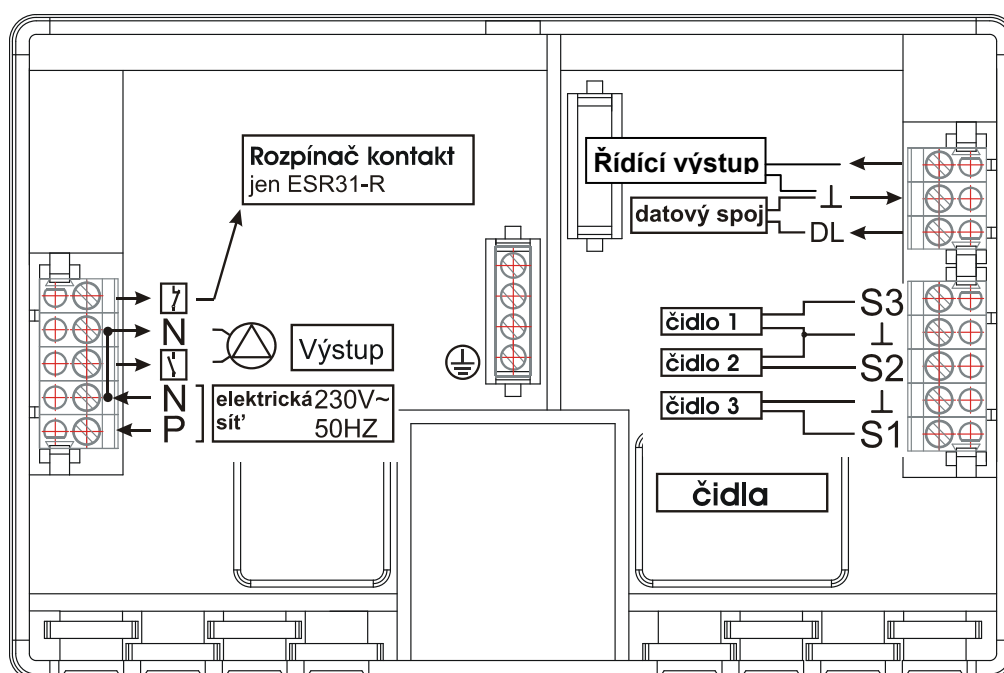 Rozpínač kontakt
jen ESR31-R
N
Výstup
N
P
elektrická 230V~
síť 50HZ
Řídící výstup
⊥
datový spoj
DL
čidlo 1
S3
⊥
čidlo 2
S2
⊥
čidlo 3
S1
čidla